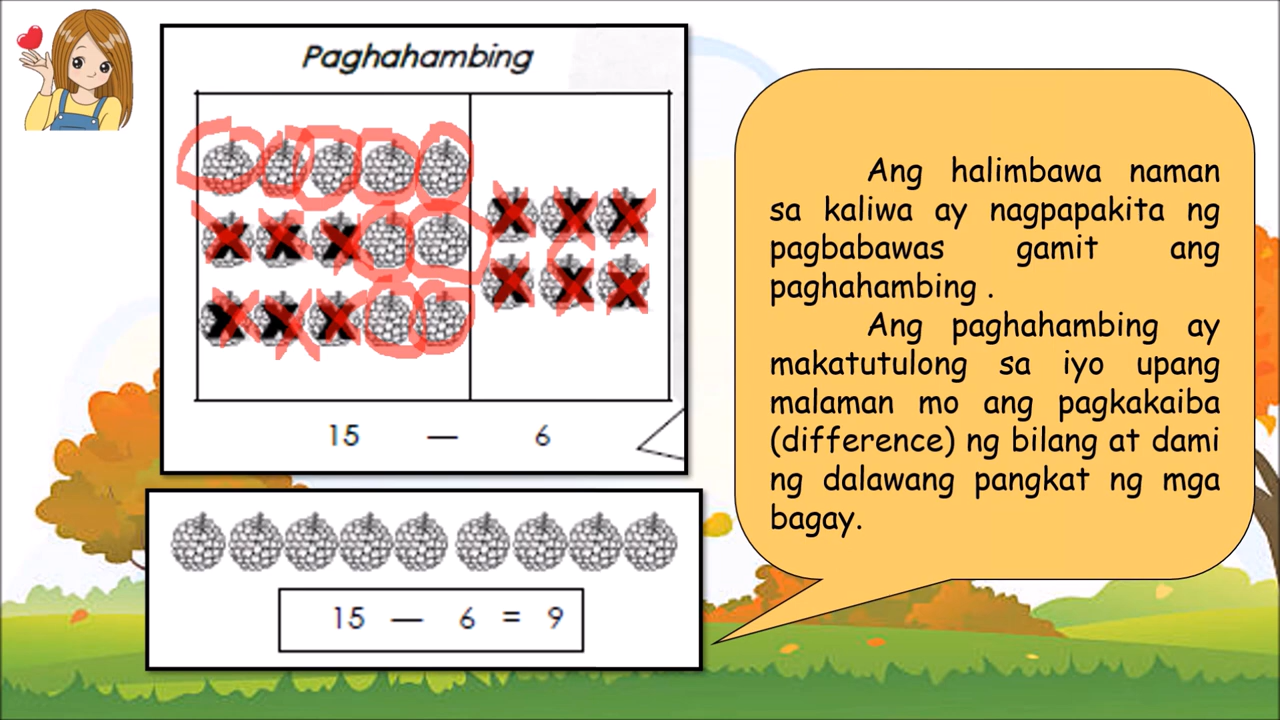 Paghahambing
15 — 6
15 — 6 = 9
Ang halimbawa naman
sa kaliwa ay nagpapakita ng
pagbabawas gamit ang
paghahambing .
Ang paghahambing ay
makatutulong sa iyo upang
malaman mo ang pagkakaiba
(difference) ng bilang at dami
ng dalawang pangkat ng mga
bagay.